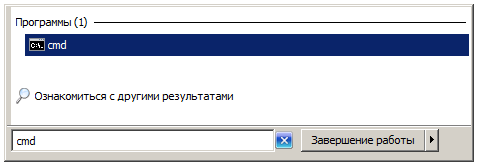 Программы (1)
cmd
Ознакомиться с другими результатами
cmd
Завершение работы